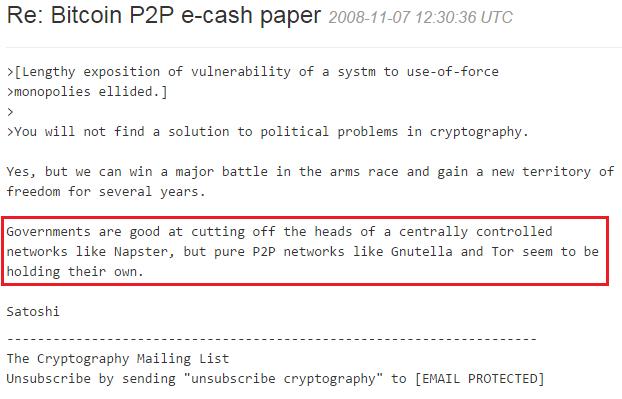 Re: Bitcoin P2P e-cash paper 2008-11-07 12:30:36 UTC
>[Lengthy exposition of vulnerability of a systm to use-of-force
>monopolies ellided.]
>
>You will not find a solution to political problems in cryptography.
Yes, but we can win a major battle in the arms race and gain a new territory of
freedom for several years.
Governments are good at cutting off the heads of a centrally controlled
networks like Napster, but pure P2P networks like Gnutella and Tor seem to be
holding their own.
Satoshi
---------------------------------------------------------------------
The Cryptography Mailing List
Unsubscribe by sending "unsubscribe cryptography" to [EMAIL PROTECTED]